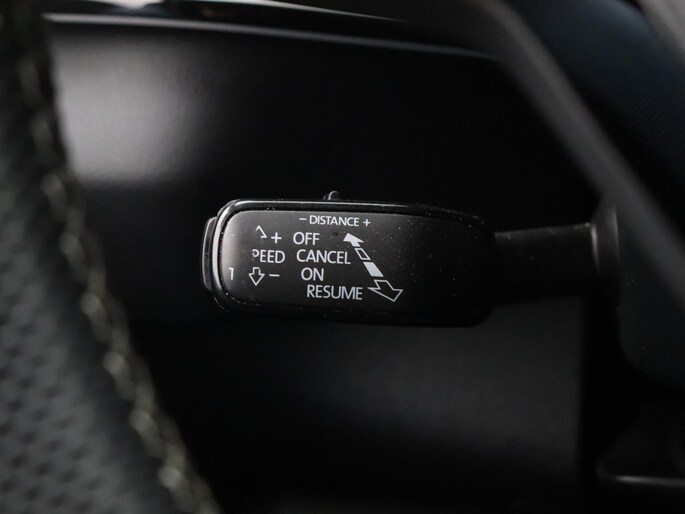 - DISTANCE +
+ OFF
PEED CANCEL
- ON
RESUME